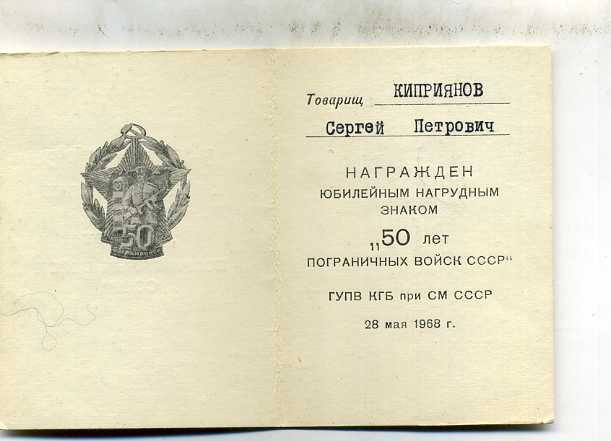 50
Товарищ КИПРИЯНОВ
Сергей Петрович
НАГРАЖДЕН
ЮБИЛЕЙНЫМ НАГРУДНЫМ
ЗНАКОМ
„50 лет
ПОГРАНИЧНЫХ ВОЙСК СССР“
ГУПВ КГБ при СМ СССР
28 мая 1968 г.